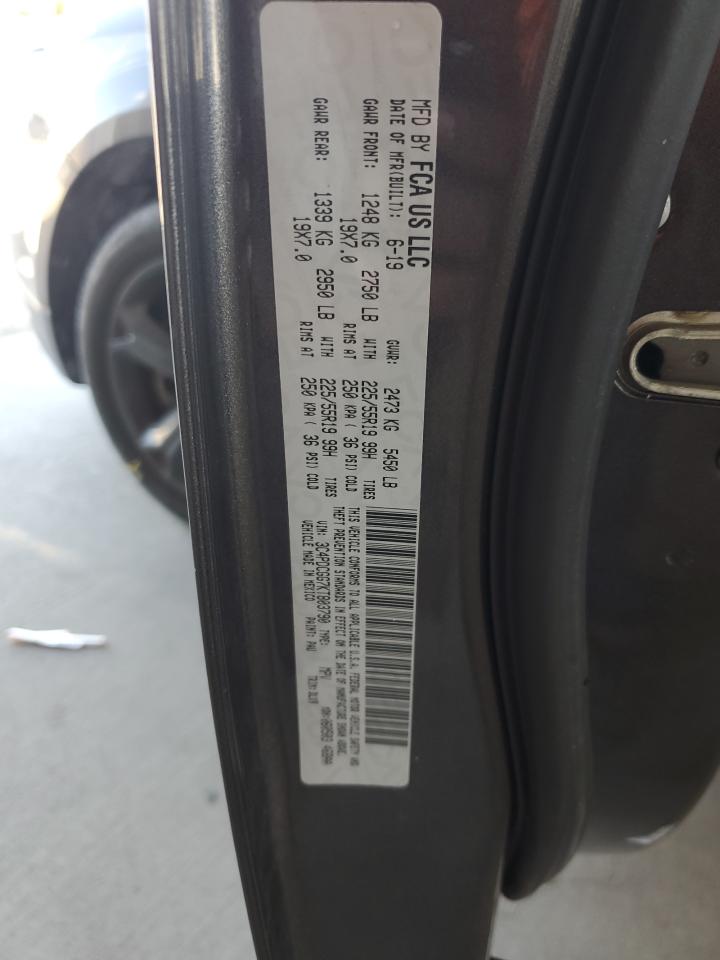 MFD BY FCA US LLC
DATE OF MFR(BUILT): 6-19 GVWR: 2473 KG 5450 LB
GAWR FRONT: 1248 KG 2750 LB WITH 225/55R19 99H TIRES
19X7.0 RIMS AT 250 KPA ( 36 PSI) COLD
GAWR REAR: 1339 KG 2950 LB WITH 225/55R19 99H TIRES
19X7.0 RIMS AT 250 KPA ( 36 PSI) COLD
THIS VEHICLE CONFORMS TO ALL APPLICABLE U.S.A. FEDERAL MOTOR VEHICLE SAFETY AND
THEFT PREVENTION STANDARDS IN EFFECT ON THE DATE OF MANUFACTURE SHOWN ABOVE.
VIN: 3C4PDCGG7KT803790 TYPE: MPV
VEHICLE MADE IN MEXICO PAINT: PAU